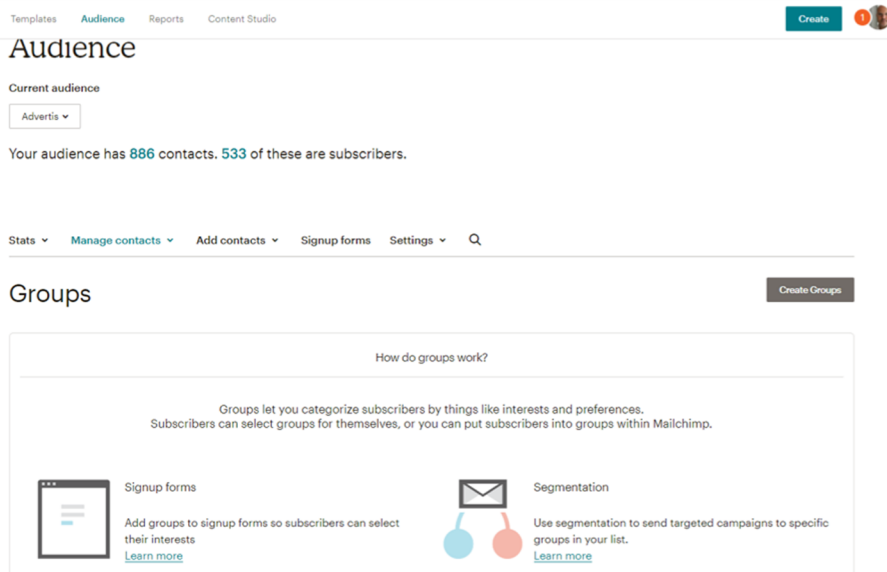 Templates Audience Reports Content Studio Create 1
Audience
Current audience
Advertis
Your audience has 886 contacts. 533 of these are subscribers.
Stats Manage contacts Add contacts Signup forms Settings
Groups
Create Groups
How do groups work?
Groups let you categorize subscribers by things like interests and preferences.
Subscribers can select groups for themselves, or you can put subscribers into groups within Mailchimp.
Signup forms
Add groups to signup forms so subscribers can select
their interests
Learn more
Segmentation
Use segmentation to send targeted campaigns to specific
groups in your list.
Learn more